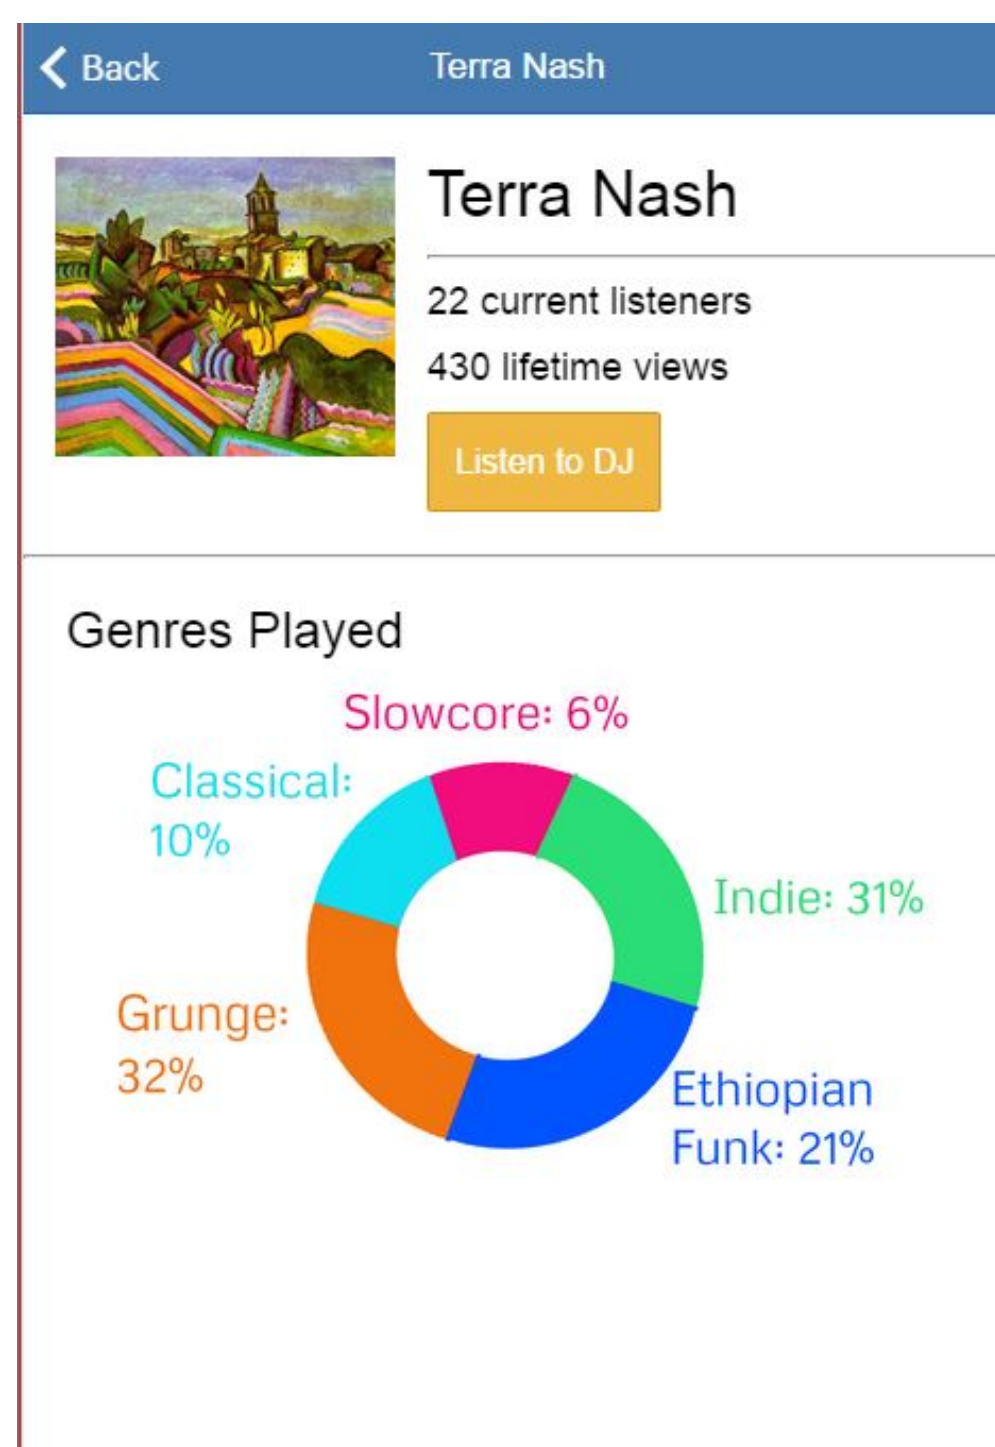 Back
Terra Nash
Terra Nash
22 current listeners
430 lifetime views
Listen to DJ
Genres Played
Slowcore: 6%
Classical:
10%
Indie: 31%
Grunge:
32%
Ethiopian
Funk: 21%